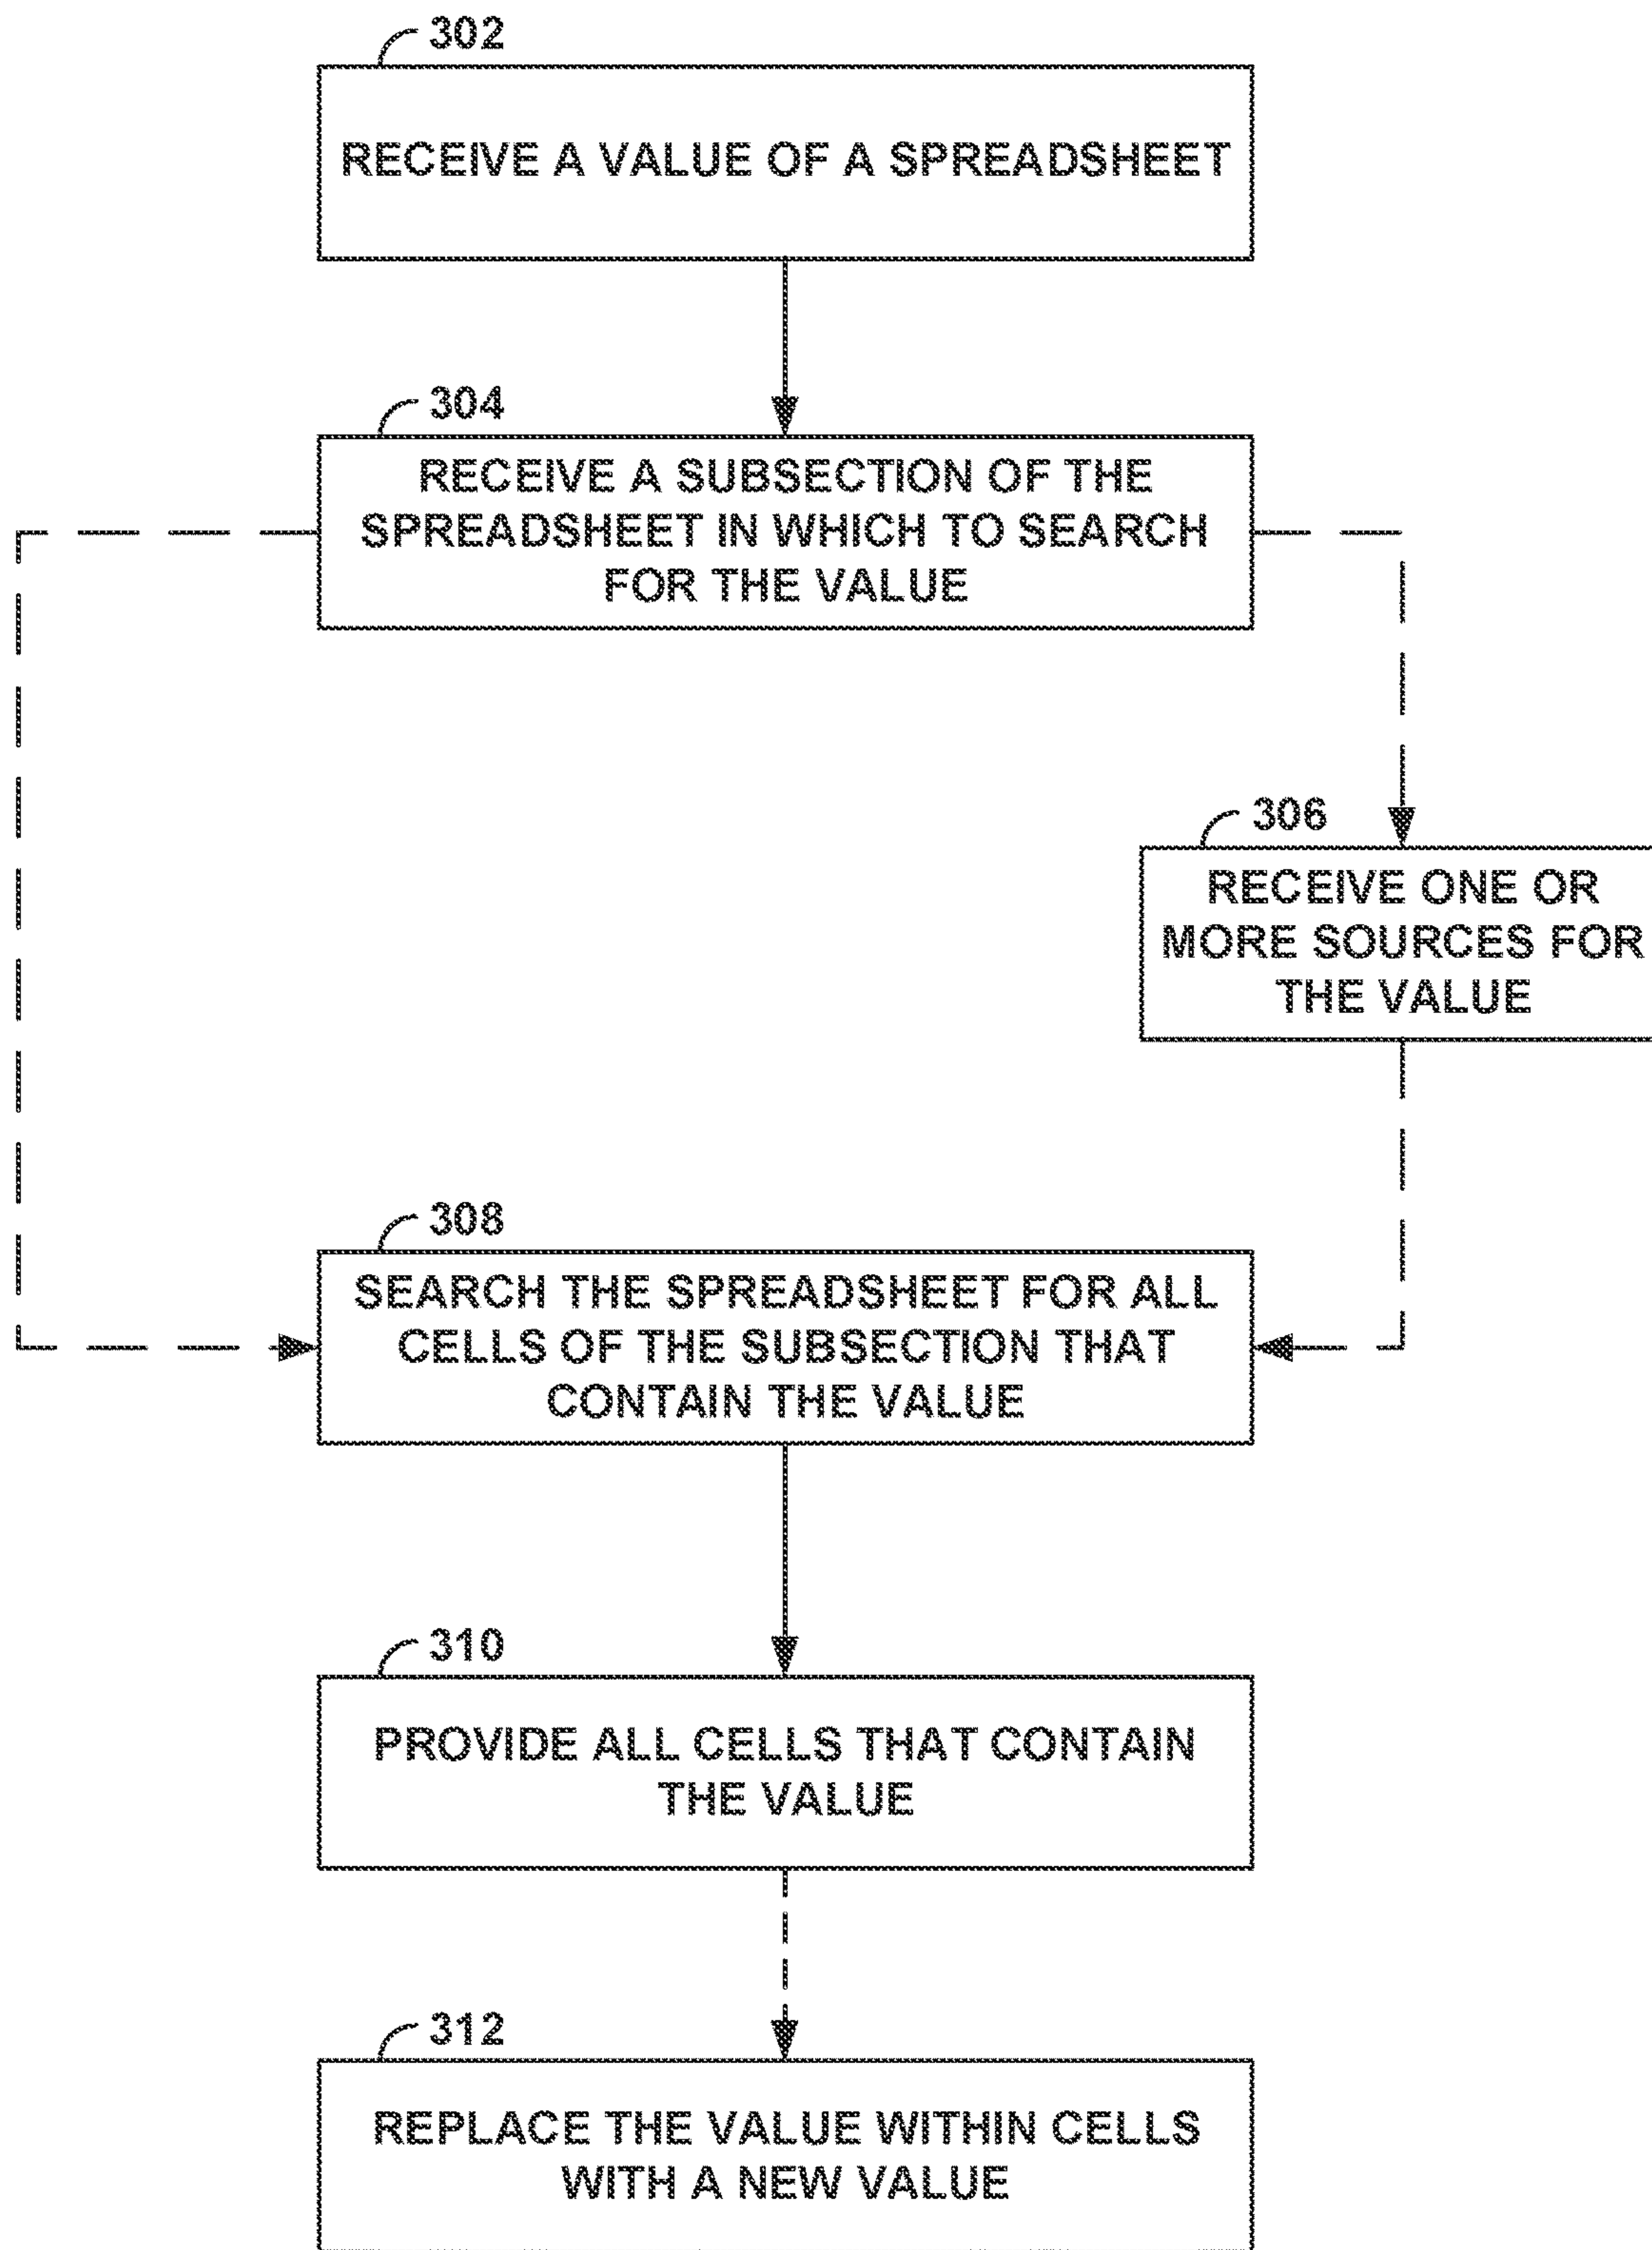 302
RECEIVE A VALUE OF A SPREADSHEET
304
RECEIVE A SUBSECTION OF THE
SPREADSHEET IN WHICH TO SEARCH
FOR THE VALUE
306
RECEIVE ONE OR
MORE SOURCES FOR
THE VALUE
308
SEARCH THE SPREADSHEET FOR ALL
CELLS OF THE SUBSECTION THAT
CONTAIN THE VALUE
310
PROVIDE ALL CELLS THAT CONTAIN
THE VALUE
312
REPLACE THE VALUE WITHIN CELLS
WITH A NEW VALUE